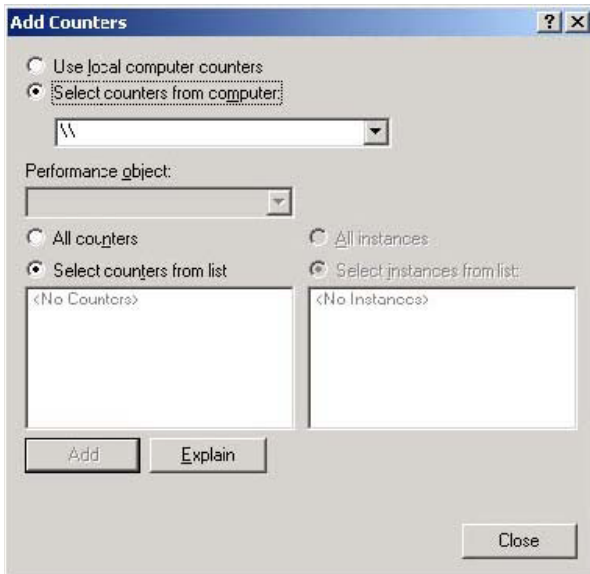 Add Counters
Use local computer counters
Select counters from computer:
\\
Performance object:
All counters
All instances
Select counters from list
Select instances from list:
<No Counters>
<No Instances>
Add
Explain
Close